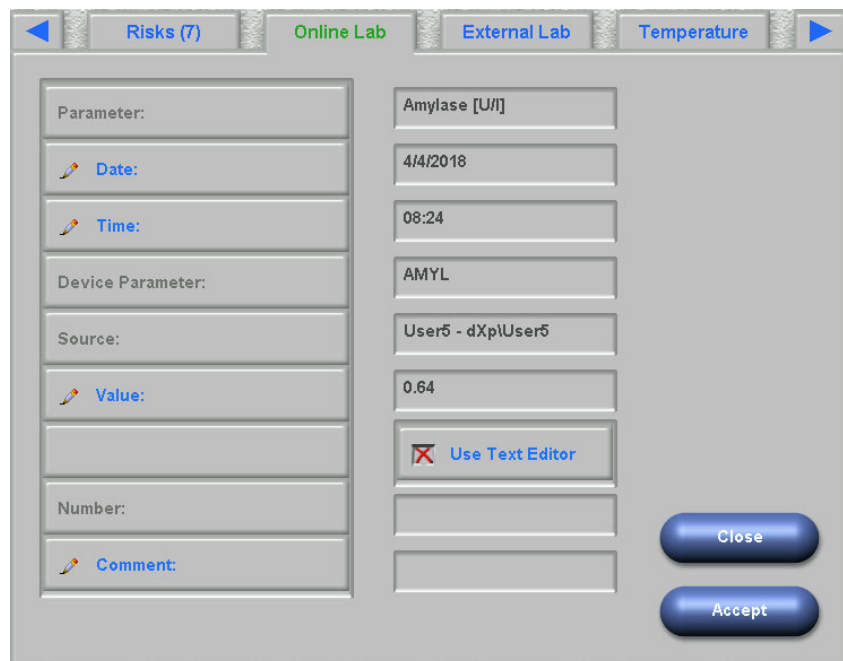 Risks (7) Online Lab External Lab Temperature
Parameter: Amylase [U/l]
Date: 4/4/2018
Time: 08:24
Device Parameter: AMYL
Source: User5 - dXp\User5
Value: 0.64
Use Text Editor
Number:
Close
Comment:
Accept